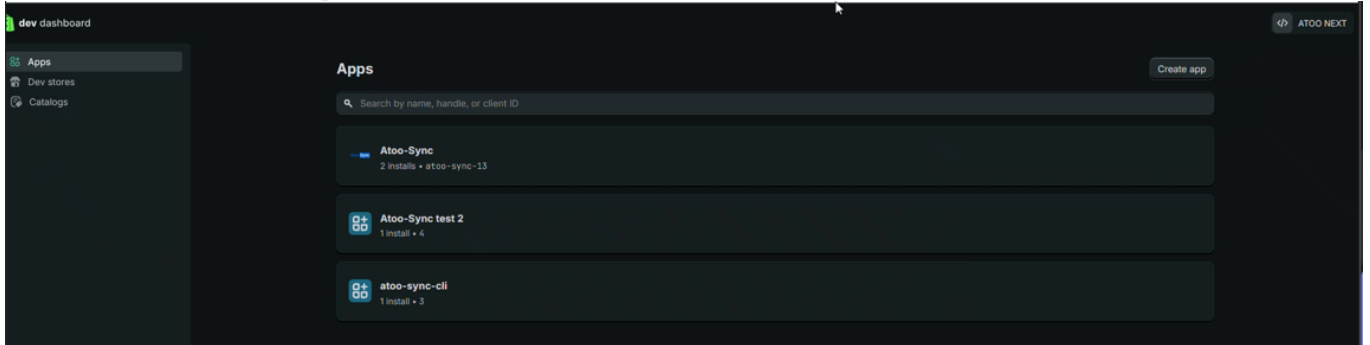 dev dashboard
ATOO NEXT
Apps
Dev stores
Catalogs
Apps
Create app
Search by name, handle, or client ID
Atoo-Sync
2 installs • atoo-sync-13
Atoo-Sync test 2
1 install • 4
atoo-sync-cli
1 install • 3